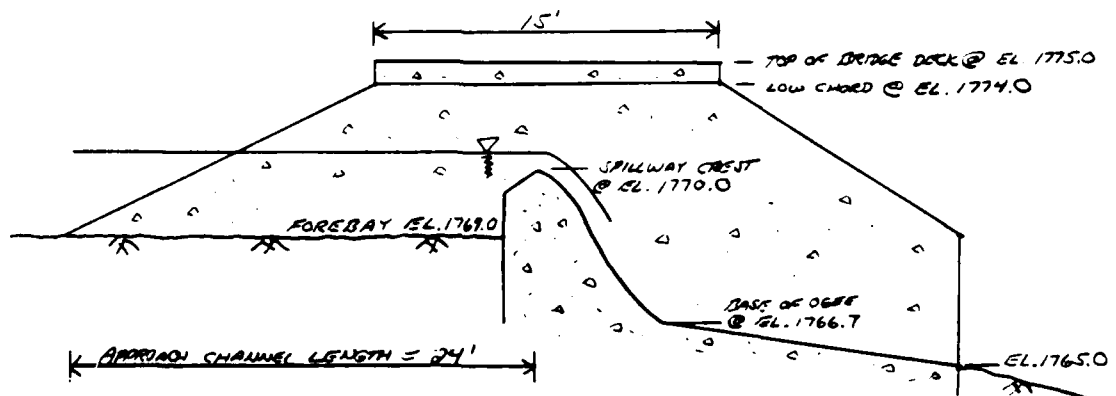 15'
TOP OF BRIDGE DECK @ EL. 1775.0
LOW CHORD @ EL. 1774.0
SPILLWAY CREST
@ EL. 1770.0
FOREBAY EL. 1769.0
BASE OF OGEE
@ EL. 1766.7
APPROACH CHANNEL LENGTH = 24'
EL. 1765.0